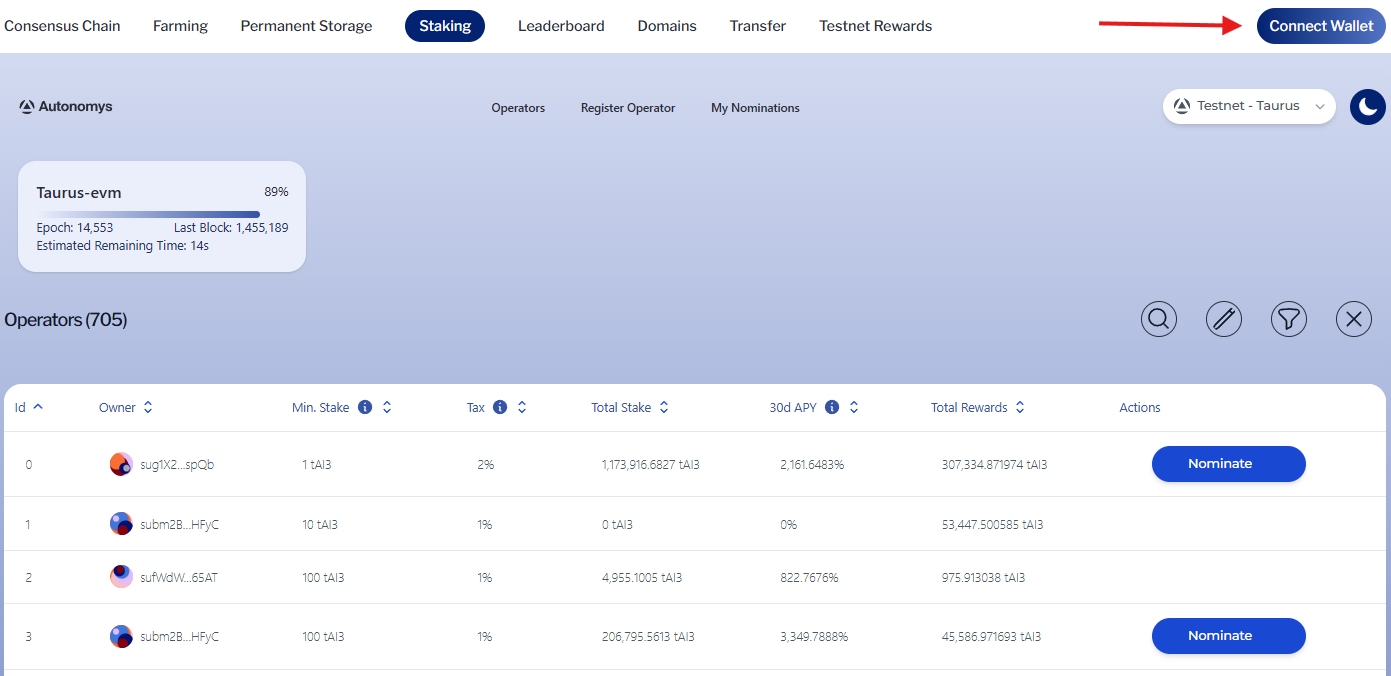 Consensus Chain Farming Permanent Storage Staking Leaderboard Domains Transfer Testnet Rewards Connect Wallet
Autonomys Operators Register Operator My Nominations Testnet - Taurus
Taurus-evm 89%
Epoch: 14,553 Last Block: 1,455,189
Estimated Remaining Time: 14s
Operators (705)
Id Owner Min. Stake Tax Total Stake 30d APY Total Rewards Actions
0 sug1X2...spQb 1 tAI3 2% 1,173,916.6827 tAI3 2,161.6483% 307,334.871974 tAI3 Nominate
1 subm2B...HFyC 10 tAI3 1% 0 tAI3 0% 53,447.500585 tAI3
2 sufWdW...65AT 100 tAI3 1% 4,955.1005 tAI3 822.7676% 975.913038 tAI3
3 subm2B...HFyC 100 tAI3 1% 206,795.5613 tAI3 3,349.7888% 45,586.971693 tAI3 Nominate